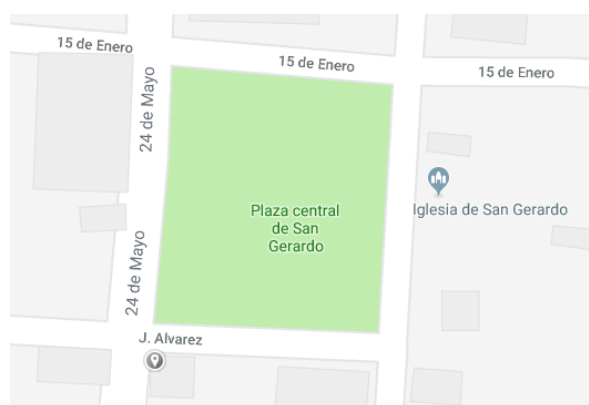 15 de Enero
15 de Enero
15 de Enero
24 de Mayo
Plaza central
de San
Gerardo
Iglesia de San Gerardo
24 de Mayo
J. Alvarez